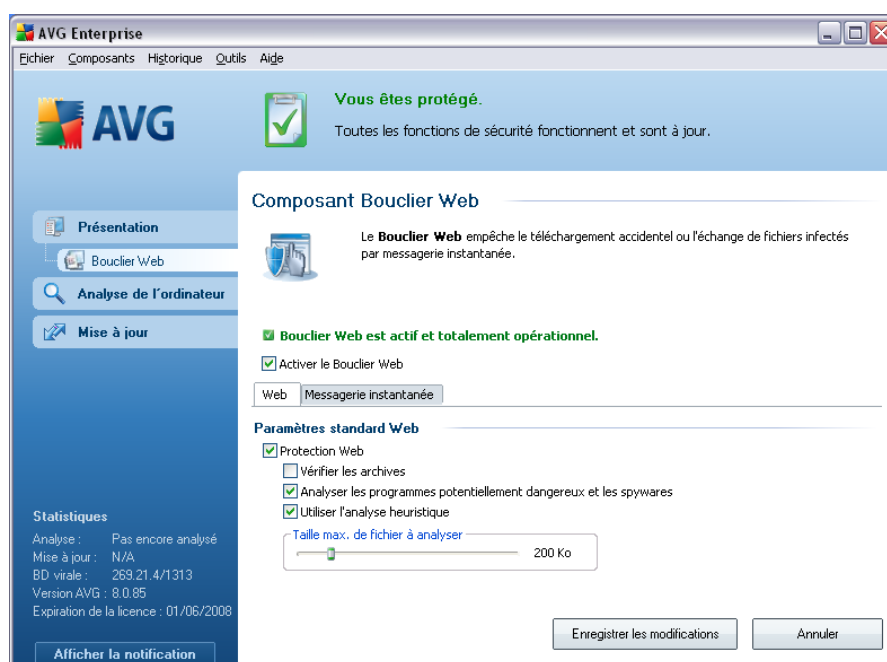 AVG Enterprise
Fichier Composants Historique Outils Aide
AVG
Vous êtes protégé.
Toutes les fonctions de sécurité fonctionnent et sont à jour.
Présentation
Bouclier Web
Analyse de l'ordinateur
Mise à jour
Composant Bouclier Web
Le Bouclier Web empêche le téléchargement accidentel ou l'échange de fichiers infectés
par messagerie instantanée.
Bouclier Web est actif et totalement opérationnel.
Activer le Bouclier Web
Web Messagerie instantanée
Paramètres standard Web
Protection Web
Vérifier les archives
Analyser les programmes potentiellement dangereux et les spywares
Utiliser l'analyse heuristique
Taille max. de fichier à analyser
200 Ko
Statistiques
Analyse : Pas encore analysé
Mise à jour : N/A
BD virale : 269.21.4/1313
Version AVG : 8.0.85
Expiration de la licence : 01/06/2008
Afficher la notification
Enregistrer les modifications Annuler